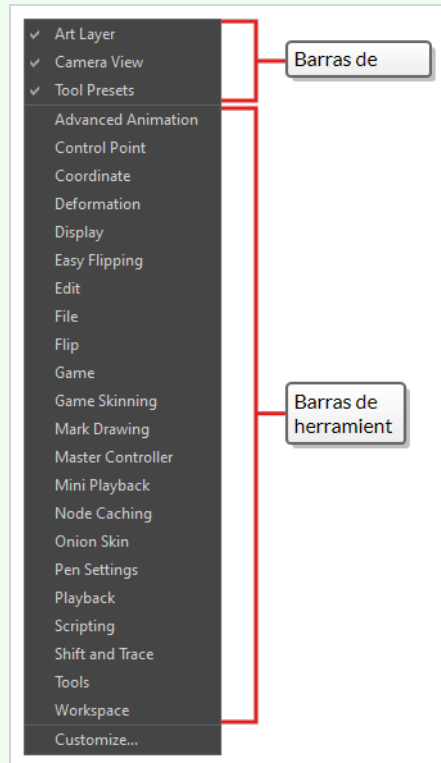 Art Layer
Camera View
Tool Presets
Advanced Animation
Control Point
Coordinate
Deformation
Display
Easy Flipping
Edit
File
Flip
Game
Game Skinning
Mark Drawing
Master Controller
Mini Playback
Node Caching
Onion Skin
Pen Settings
Playback
Scripting
Shift and Trace
Tools
Workspace
Customize...
Barras de
Barras de
herramient